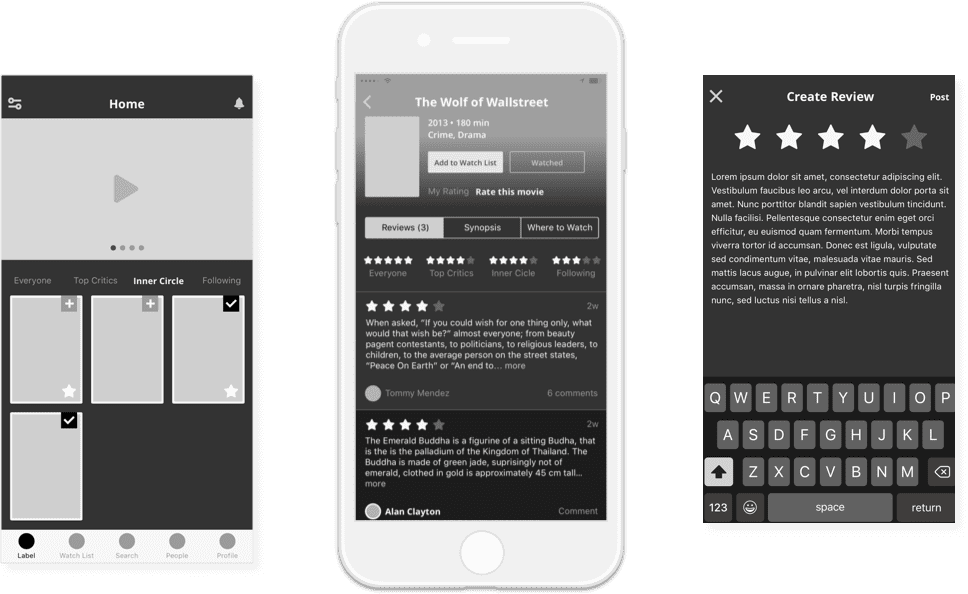 Home
Everyone Top Critics Inner Circle Following
Label Watch List Search People Profile
The Wolf of Wallstreet
2013 • 180 min
Crime, Drama
Add to Watch List Watched
My Rating Rate this movie
Reviews (3) Synopsis Where to Watch
Everyone Top Critics Inner Cicle Following
2w
When asked, “If you could wish for one thing only, what
would that wish be?” almost everyone; from beauty
pagent contestants, to politicians, to religious leaders, to
children, to the average person on the street states,
“Peace On Earth” or “An end to... more
Tommy Mendez 6 comments
2w
The Emerald Buddha is a figurine of a sitting Budha, that
is the is the palladium of the Kingdom of Thailand. The
Buddha is made of green jade, suprisingly not of
emerald, clothed in gold is approximately 45 cm tall...
more
Alan Clayton Comment
Create Review Post
Lorem ipsum dolor sit amet, consectetur adipiscing elit.
Vestibulum faucibus leo arcu, vel interdum dolor porta sit
amet. Nunc porttitor blandit sapien vestibulum tincidunt.
Nulla facilisi. Pellentesque consectetur enim eget orci
efficitur, eu euismod quam fermentum. Morbi tempus
viverra tortor id accumsan. Donec est ligula, vulputate
sed condimentum vitae, malesuada vitae mauris. Sed
mattis lacus augue, in pulvinar elit lobortis quis. Praesent
accumsan, massa in ornare pharetra, nisl turpis fringilla
nunc, sed luctus nisi tellus a nisl.
Q W E R T Y U I O P
A S D F G H J K L
Z X C V B N M
123 space return